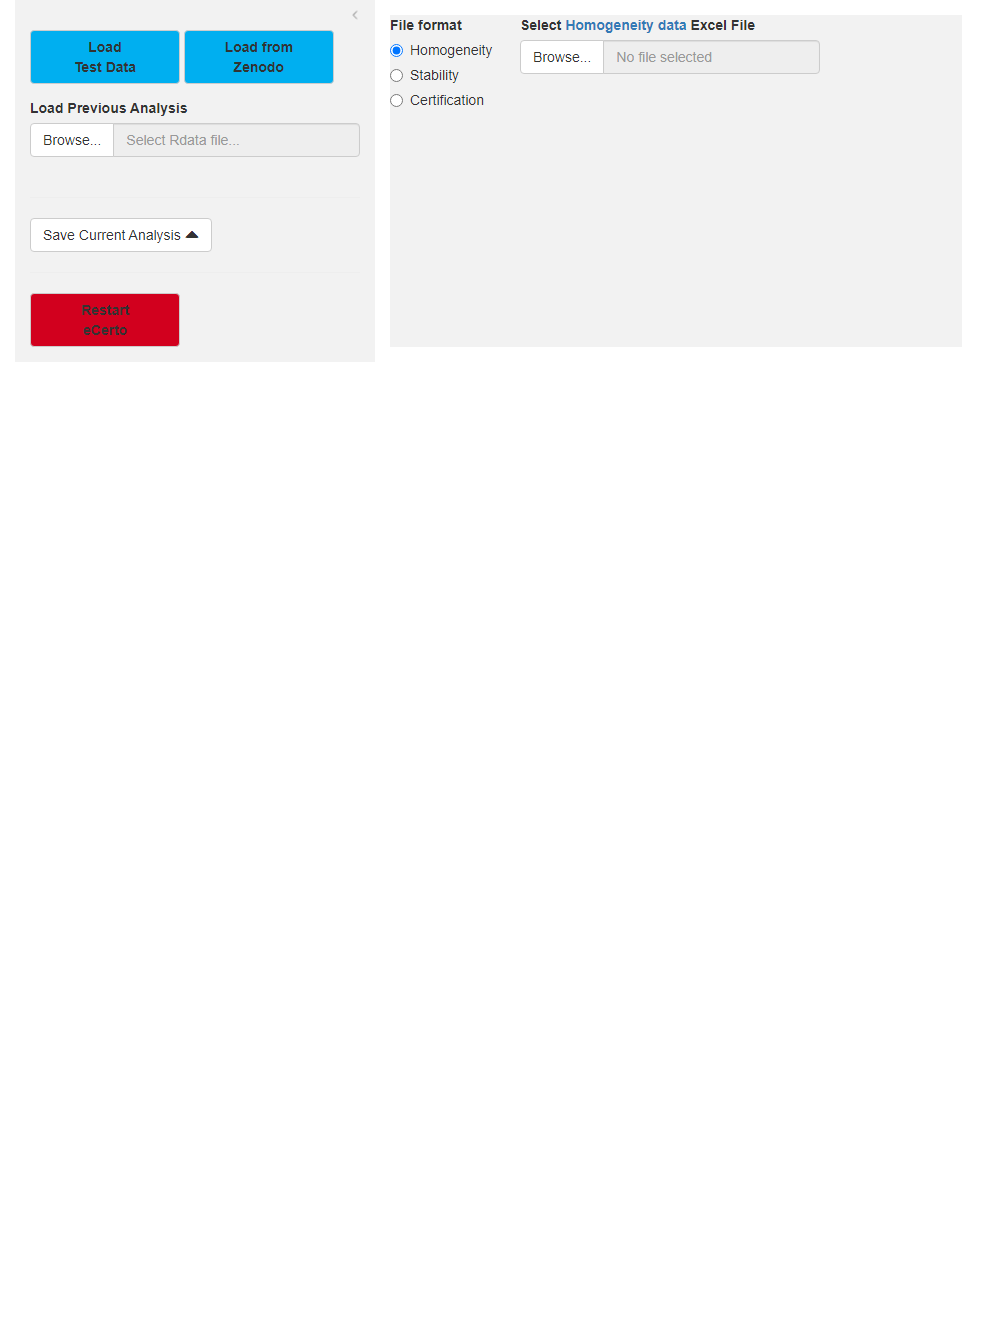 Load
Test Data
Load from
Zenodo
Load Previous Analysis
Browse... Select Rdata file...
Save Current Analysis
Restart
eCerto
File format
Homogeneity
Stability
Certification
Select Homogeneity data Excel File
Browse... No file selected